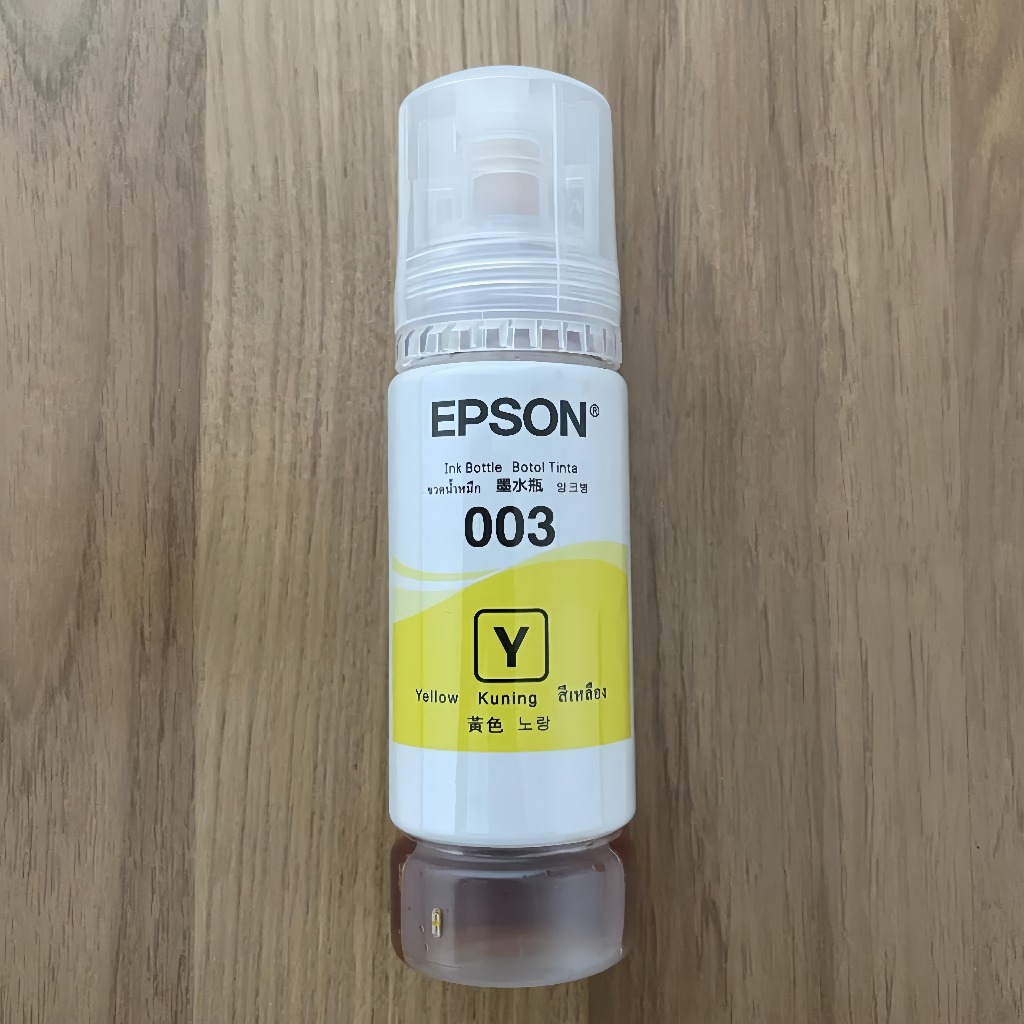 EPSON®
Ink Bottle Botol Tinta
ขวดน้ำหมึก 墨水瓶 잉크병
003
Y
Yellow Kuning สีเหลือง
黃色 노랑